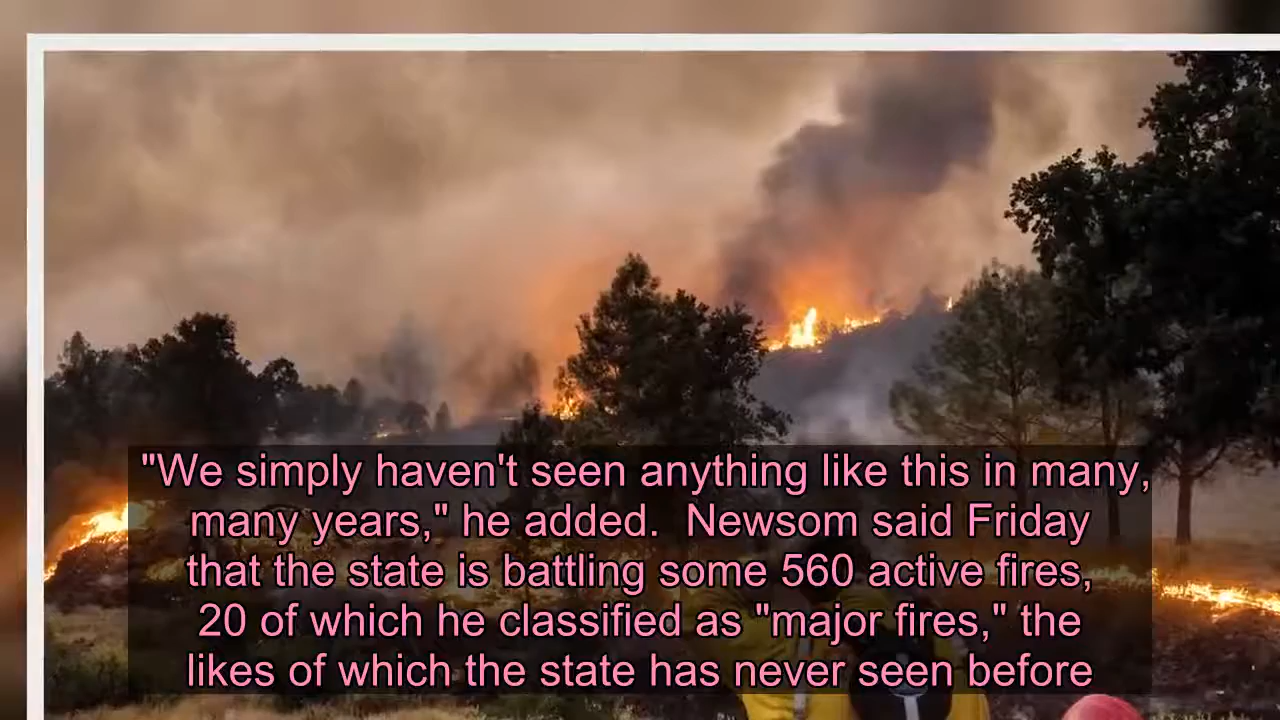 "We simply haven't seen anything like this in many,
many years," he added.  Newsom said Friday
that the state is battling some 560 active fires,
20 of which he classified as "major fires," the
likes of which the state has never seen before